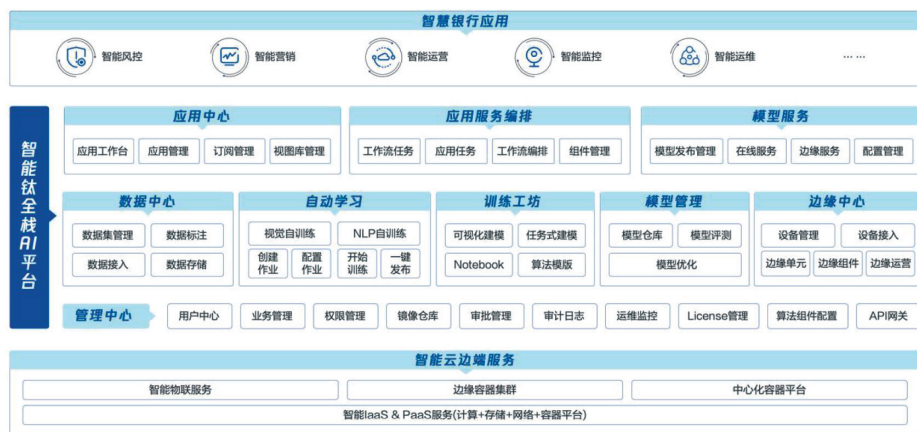 智慧银行应用
智能风控 智能营销 智能运营 智能监控 智能运维 ... ...
智能钛全栈AI平台
应用中心 应用服务编排 模型服务
应用工作台 应用管理 订阅管理 视图库管理 工作流任务 应用任务 工作流编排 组件管理 模型发布管理 在线服务 边缘服务 配置管理
数据中心 自动学习 训练工坊 模型管理 边缘中心
数据集管理 数据标注 视觉自训练 NLP自训练 可视化建模 任务式建模 模型仓库 模型评测 设备管理 设备接入
数据接入 数据存储 创建作业 配置作业 开始训练 一键发布 Notebook 算法模版 模型优化 边缘单元 边缘组件 边缘运营
管理中心 用户中心 业务管理 权限管理 镜像仓库 审批管理 审计日志 运维监控 License管理 算法组件配置 API网关
智能云边端服务
智能物联服务 边缘容器集群 中心化容器平台
智能IaaS & PaaS服务(计算+存储+网络+容器平台)